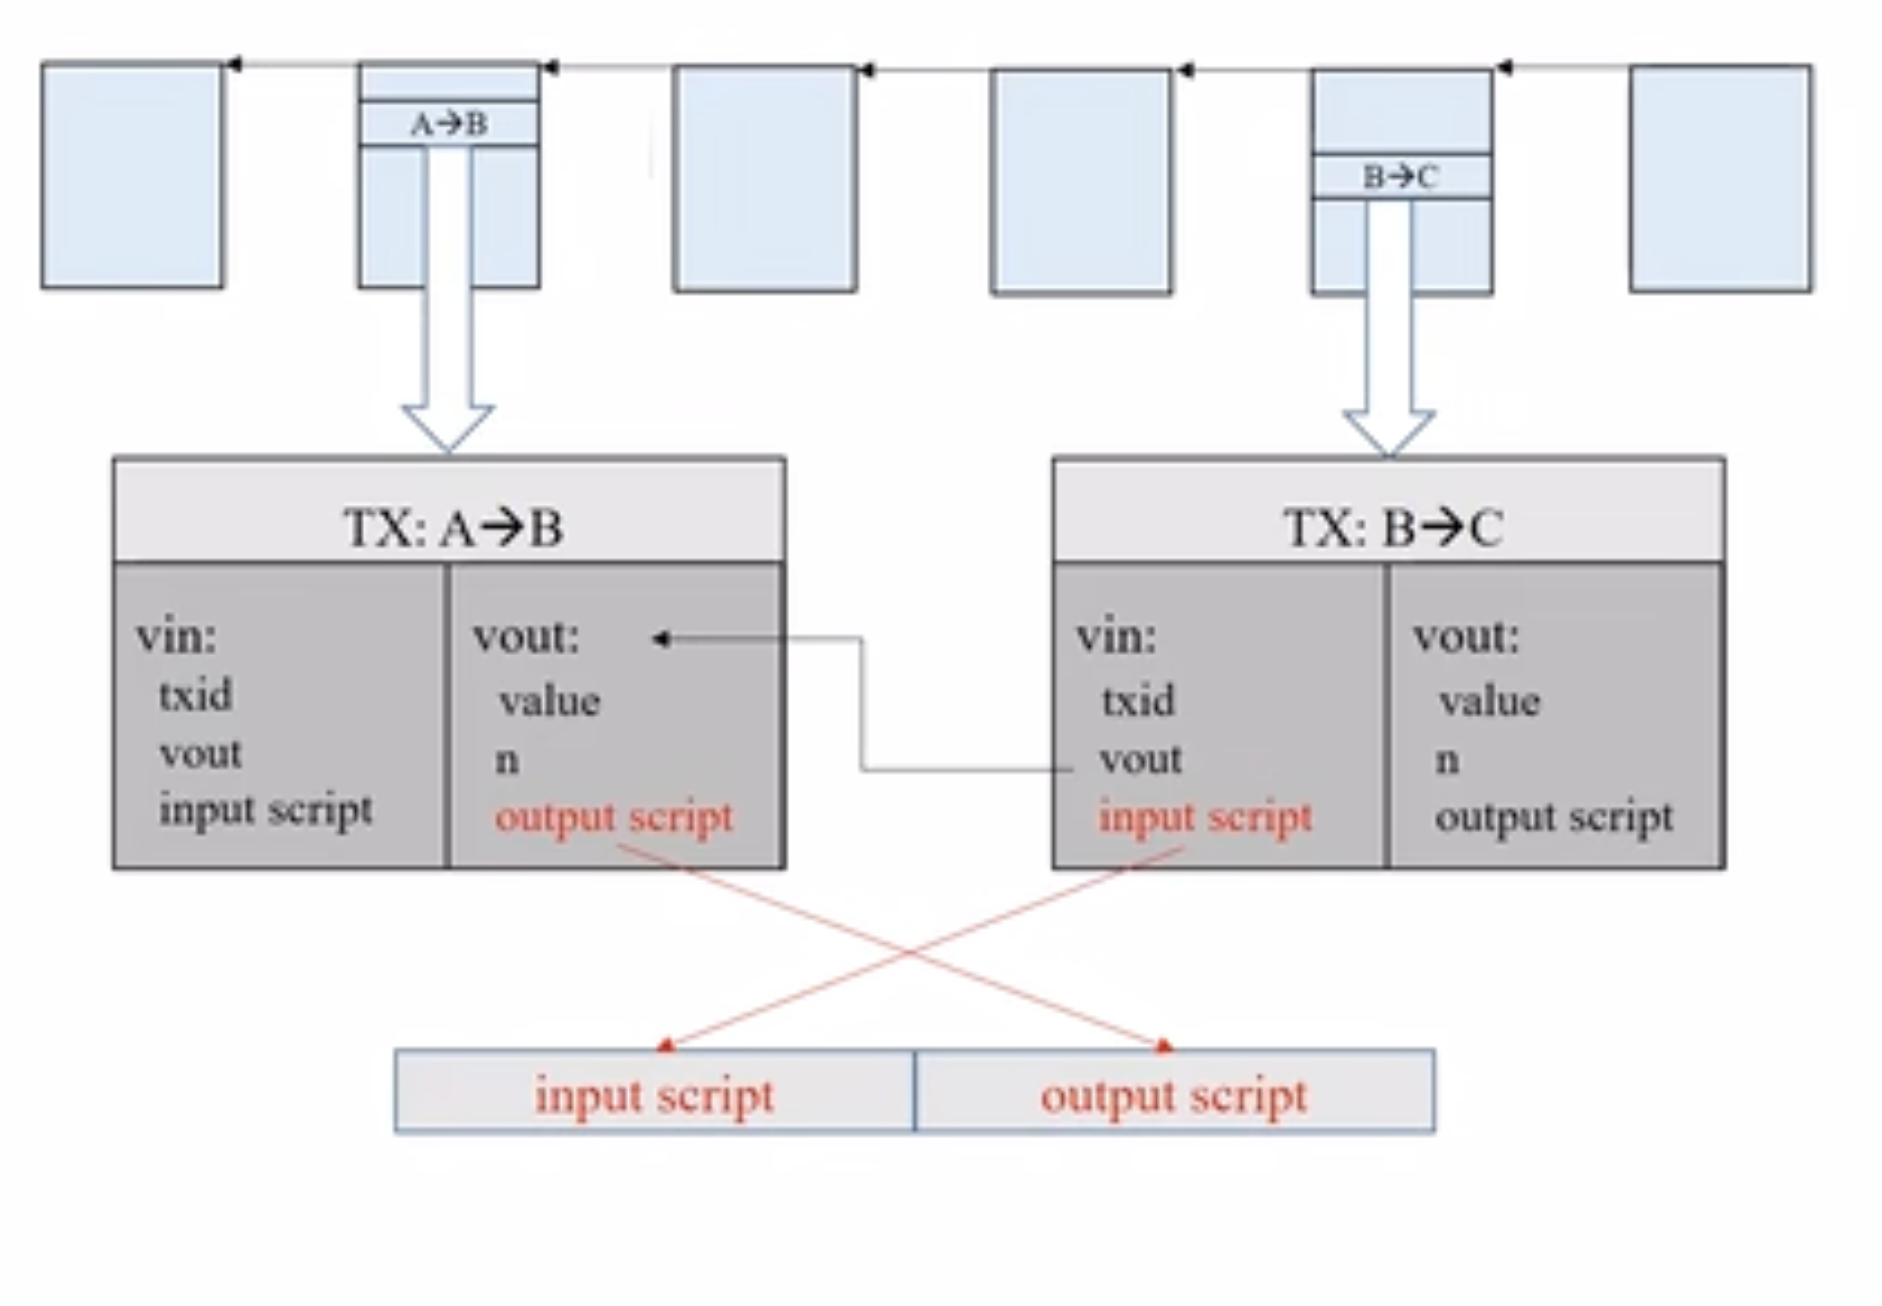 A→B
B→C
TX: A→B
vin:
txid
vout
input script
vout:
value
n
output script
TX: B→C
vin:
txid
vout
input script
vout:
value
n
output script
input script
output script